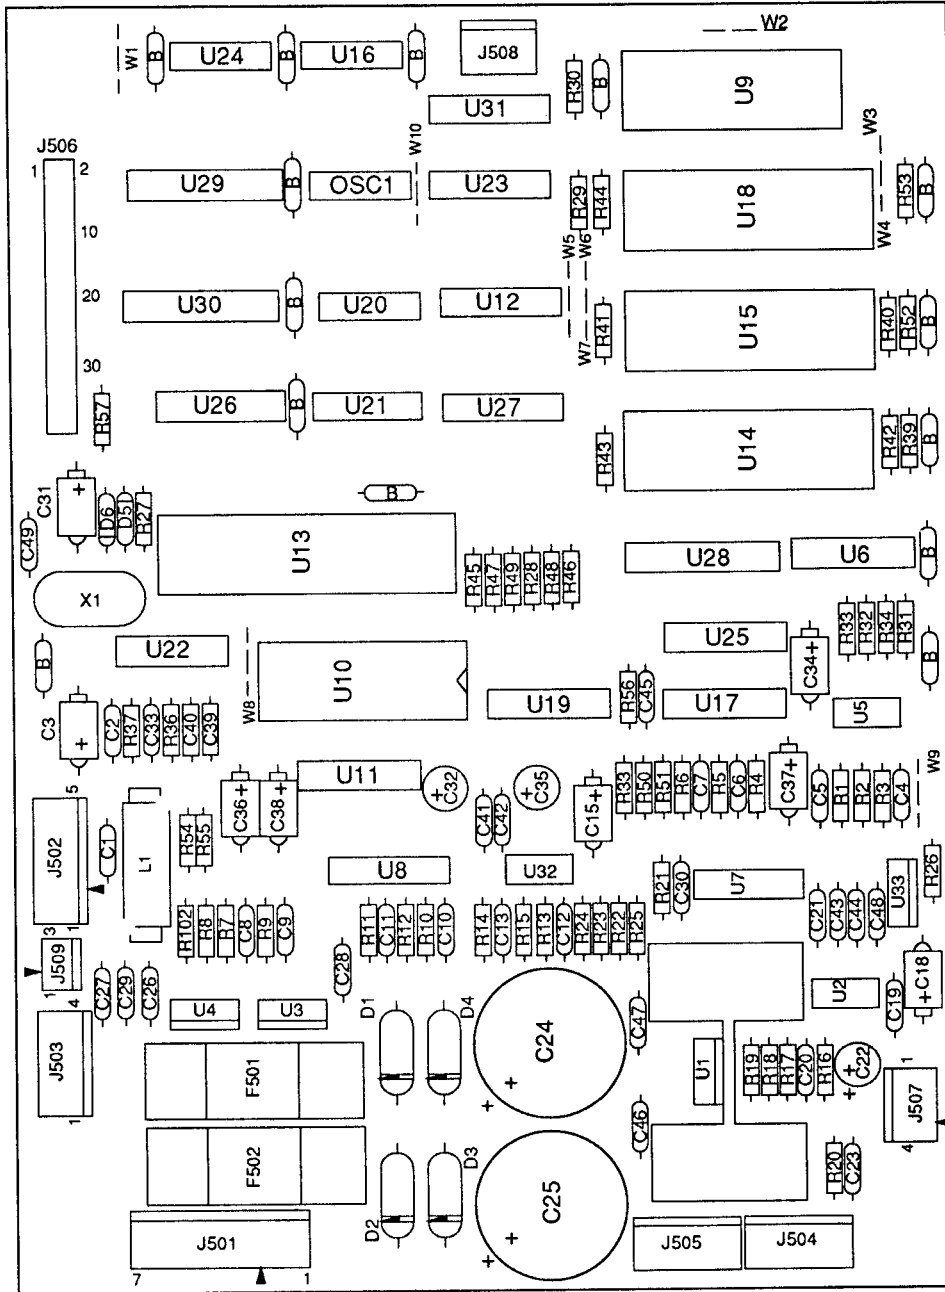 W1 B U24 B U16 B J508 R30 B U9 W2
U31
J506 1 2 U29 B OSC1 W10 U23 R29 R44 U18 W3 W4 R53 B
10
20 U30 B U20 U12 W5 W6 W7 R41 U15 R40 R52 B
30
R57 U26 B U21 U27 R43 U14 R42 R39 B
C31 + C49 D6 D5 R27 B
U13 R45 R47 R49 R28 R48 R46 U28 U6 B
X1
B U22 W8 U10 U19 R56 C45 U25 U17 C34+ R33 R32 R34 R31 B
U5
C3 + C2 R37 C33 R36 C40 C39
C36+ C38+ U11 +C32 +C35 C15+ R33 R50 R51 R6 C7 R5 C6 R4 C37+ C5 R1 R2 R3 C4 W9
5 J502 1 C1 L1 R54 R55 C41 C42
U8 U32 R21 C30 U7 U33 R26
R102 R8 R7 C8 R9 C9 R11 C11 R12 R10 C10 R14 C13 R15 R13 C12 R24 R23 R22 R25 C21 C43 C44 C48
3 J509 1 C27 C29 C26 C28 U2 C19 +C18
4 J503 1 U4 U3 D1 D4 C24 + + C47
F501 U1 R19 R18 R17 C20 R16 +C22 + 1 J507 4
F502 D2 D3 C25 + + C46 R20 C23
J501 7 1 J505 J504